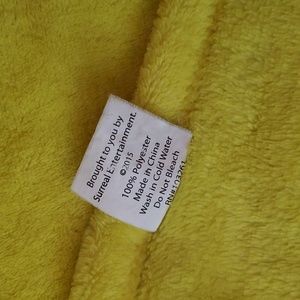 Brought to you by
Surreal Entertainment.
©2015
100% Polyester
Made in China
Wash in Cold Water
Do Not Bleach